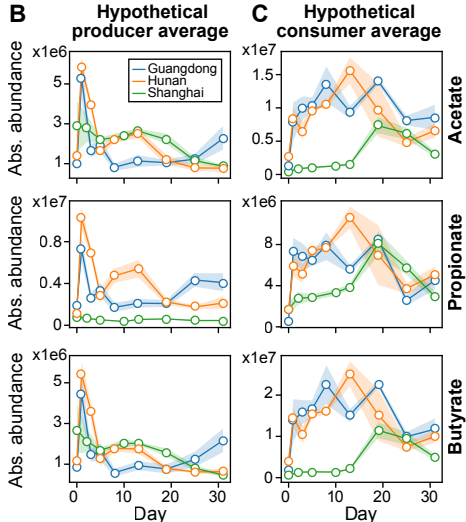 B
Hypothetical
producer average
C
Hypothetical
consumer average
x1e6
Abs. abundance
5
3
1
Guangdong
Hunan
Shanghai
x1e7
1.5
1
0.5
0
Acetate
x1e7
Abs. abundance
0.8
0.4
0
x1e6
8
4
0
Propionate
x1e6
Abs. abundance
5
3
1
0
10
20
30
Day
x1e7
2
1
0
0
10
20
30
Day
Butyrate